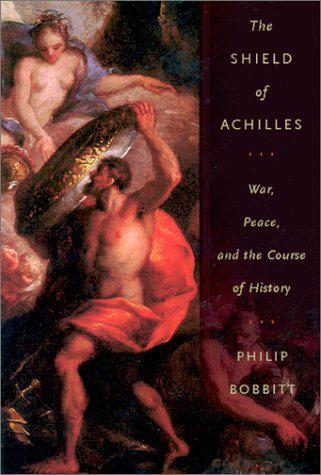 The
SHIELD
of
ACHILLES
War,
Peace,
and the Course
of History
PHILIP
BOBBITT